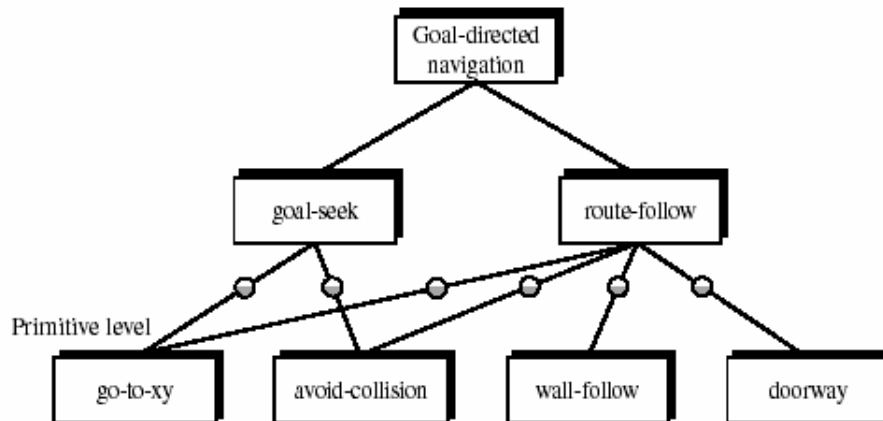 Goal-directed
navigation
goal-seek
route-follow
Primitive level
go-to-xy
avoid-collision
wall-follow
doorway